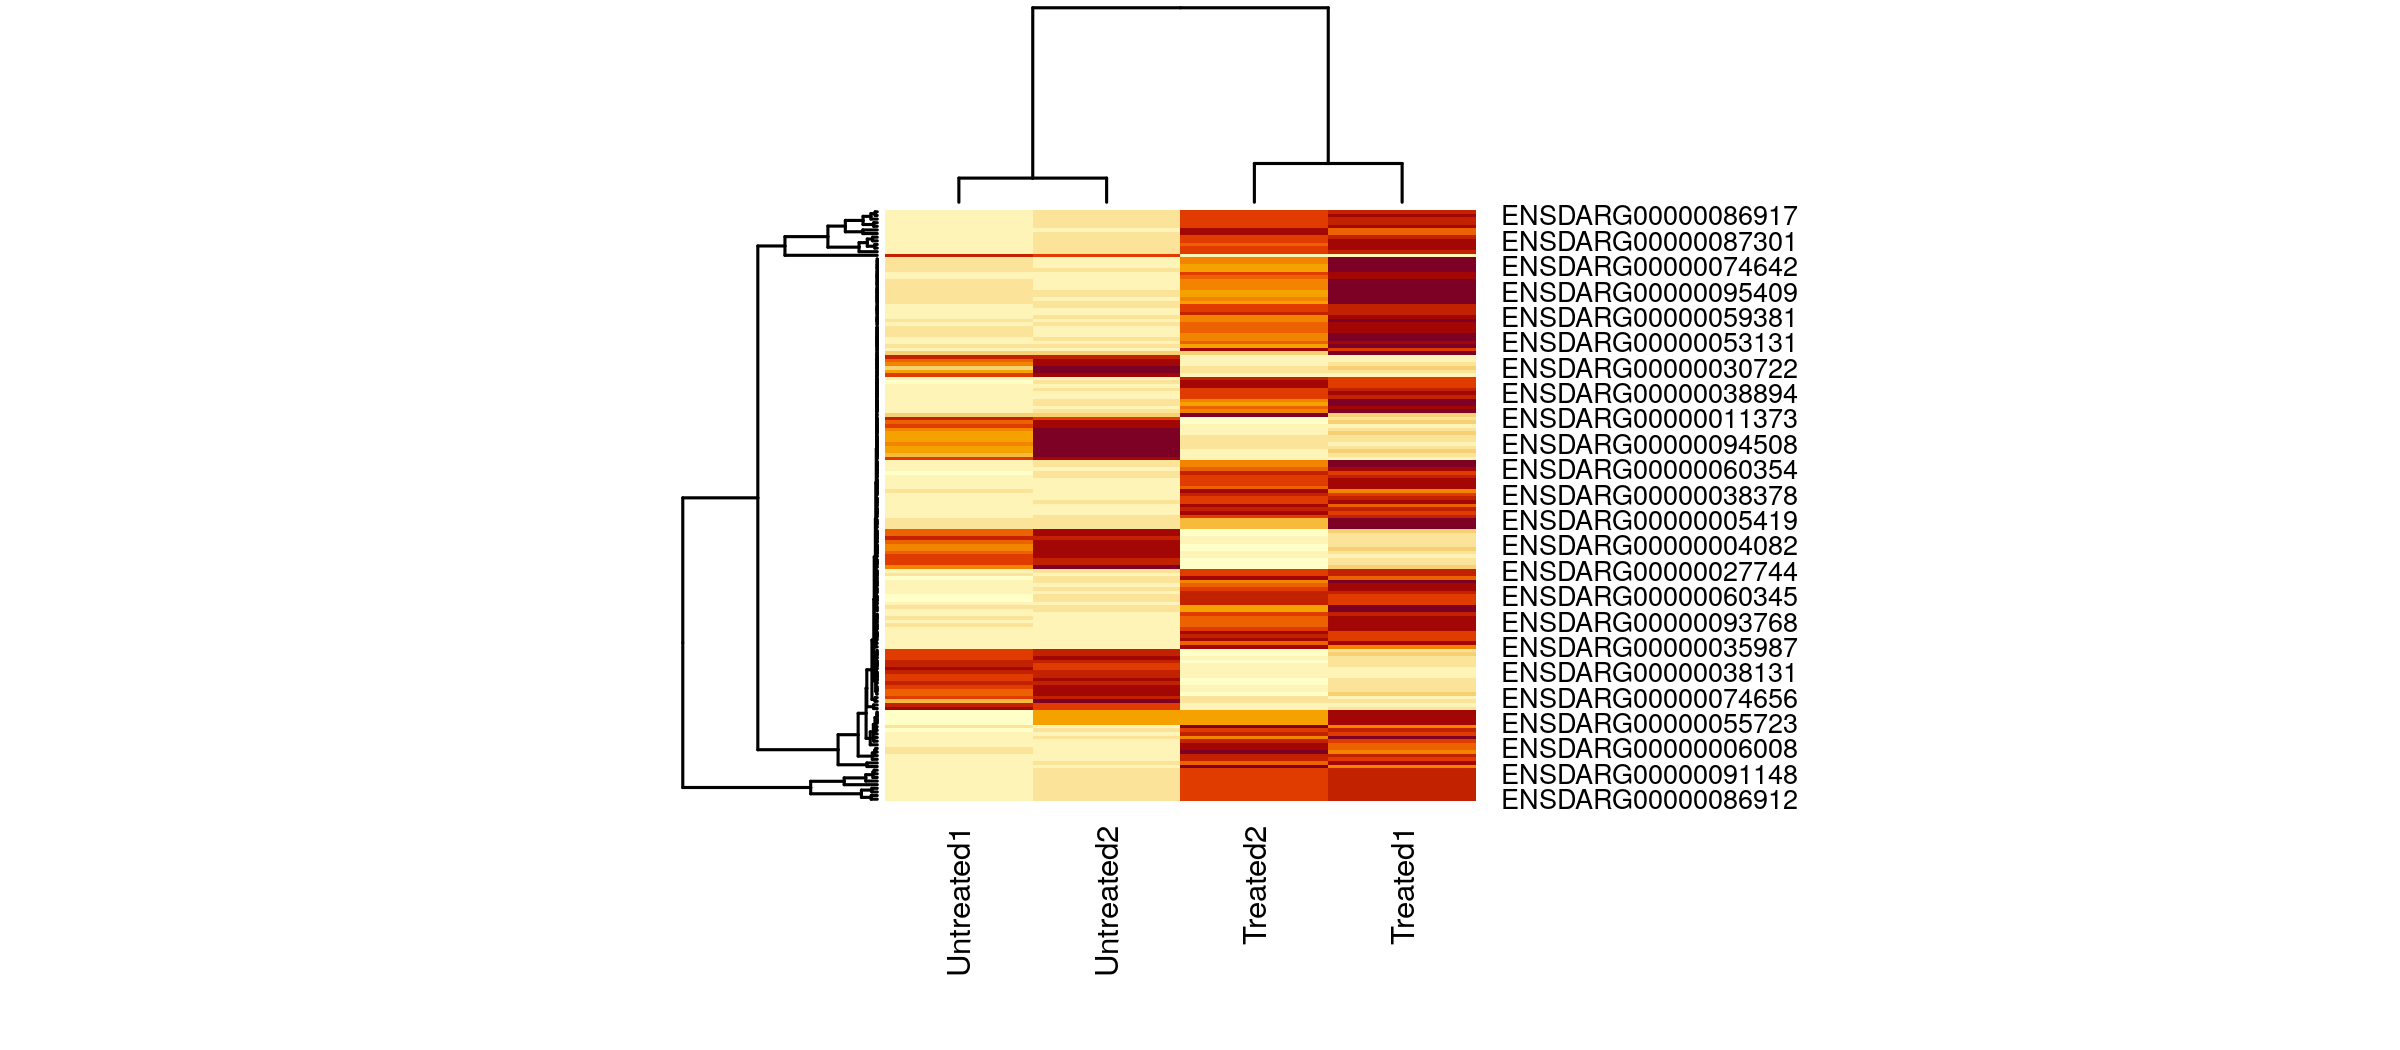 ENSDARG00000086917
ENSDARG00000087301
ENSDARG00000074642
ENSDARG00000095409
ENSDARG00000059381
ENSDARG00000053131
ENSDARG00000030722
ENSDARG00000038894
ENSDARG00000011373
ENSDARG00000094508
ENSDARG00000060354
ENSDARG00000038378
ENSDARG00000005419
ENSDARG00000004082
ENSDARG00000027744
ENSDARG00000060345
ENSDARG00000093768
ENSDARG00000035987
ENSDARG00000038131
ENSDARG00000074656
ENSDARG00000055723
ENSDARG00000006008
ENSDARG00000091148
ENSDARG00000086912
Untreated1
Untreated2
Treated2
Treated1